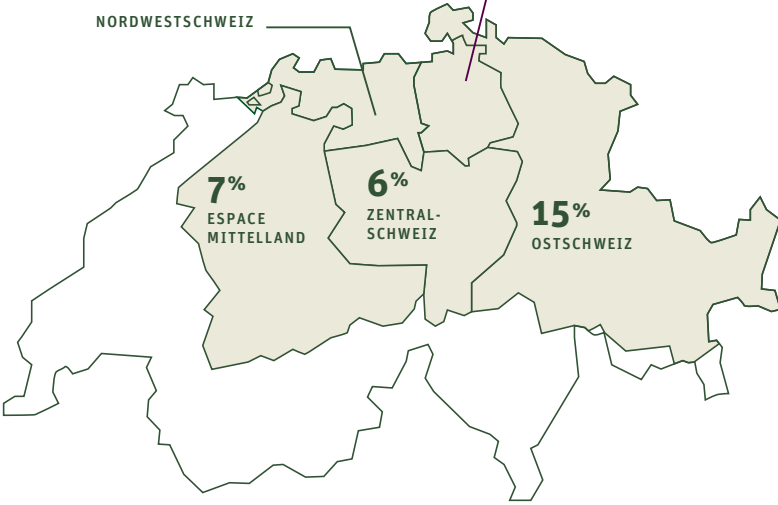 NORDWESTSCHWEIZ
7%
ESPACE
MITTELLAND
6%
ZENTRAL-
SCHWEIZ
15%
OSTSCHWEIZ